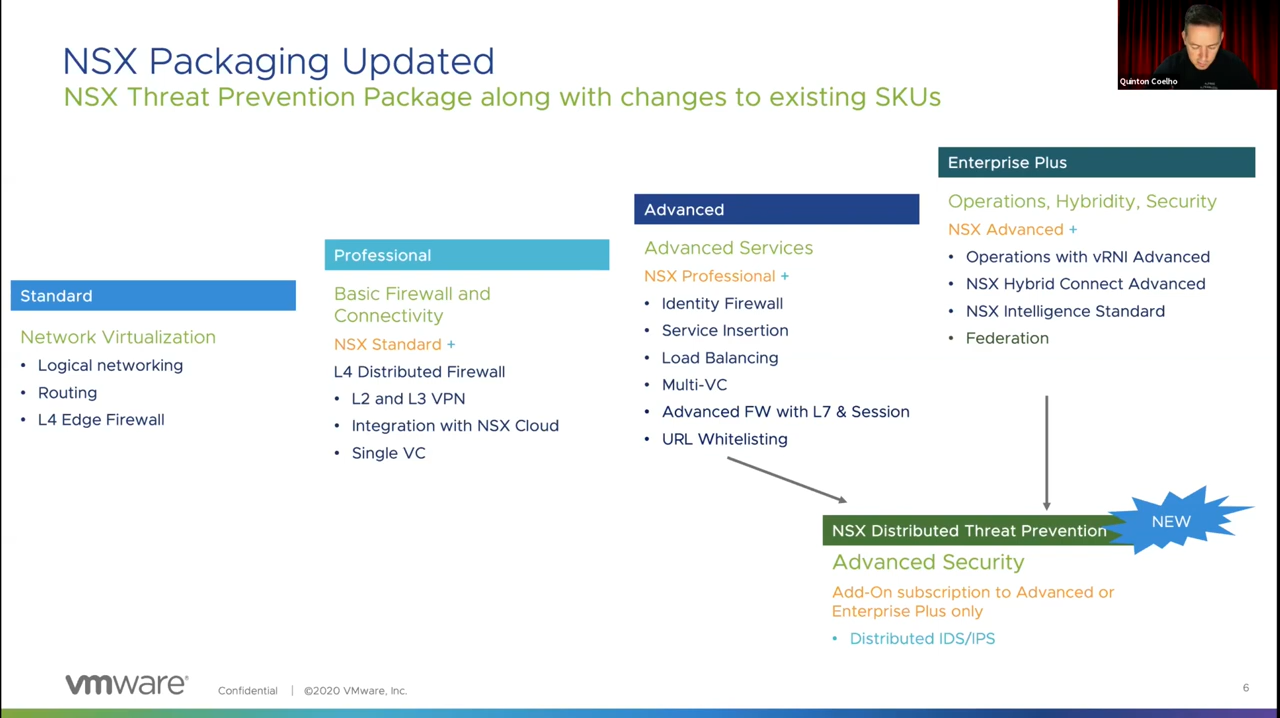 NSX Packaging Updated
NSX Threat Prevention Package along with changes to existing SKUs
Quinton Coelho
Standard
Network Virtualization
• Logical networking
• Routing
• L4 Edge Firewall
Professional
Basic Firewall and
Connectivity
NSX Standard +
L4 Distributed Firewall
• L2 and L3 VPN
• Integration with NSX Cloud
• Single VC
Advanced
Advanced Services
NSX Professional +
• Identity Firewall
• Service Insertion
• Load Balancing
• Multi-VC
• Advanced FW with L7 & Session
• URL Whitelisting
Enterprise Plus
Operations, Hybridity, Security
NSX Advanced +
• Operations with vRNI Advanced
• NSX Hybrid Connect Advanced
• NSX Intelligence Standard
• Federation
NSX Distributed Threat Prevention
NEW
Advanced Security
Add-On subscription to Advanced or
Enterprise Plus only
• Distributed IDS/IPS
vmware®
Confidential | ©2020 VMware, Inc.
6